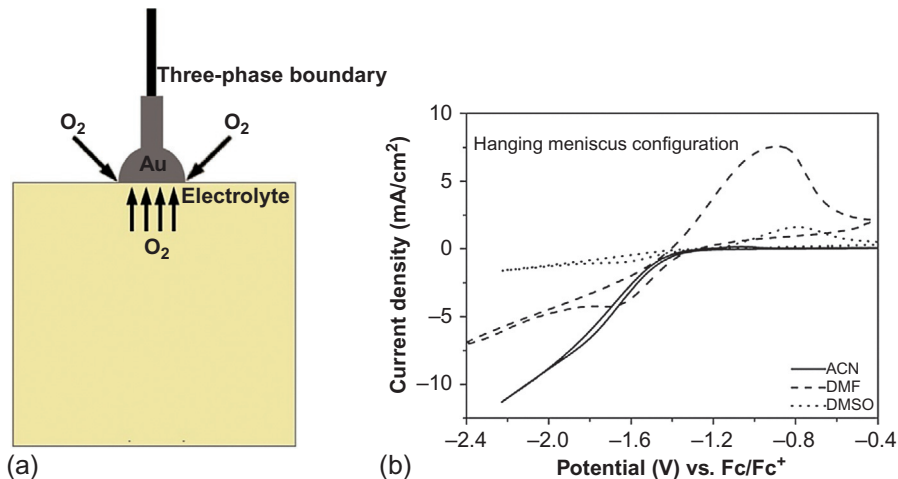 Three-phase boundary
O₂
O₂
Au
Electrolyte
O₂
(a)
Hanging meniscus configuration
Current density (mA/cm²)
10
5
0
–5
–10
ACN
DMF
DMSO
–2.4
–2.0
–1.6
–1.2
–0.8
–0.4
Potential (V) vs. Fc/Fc⁺
(b)